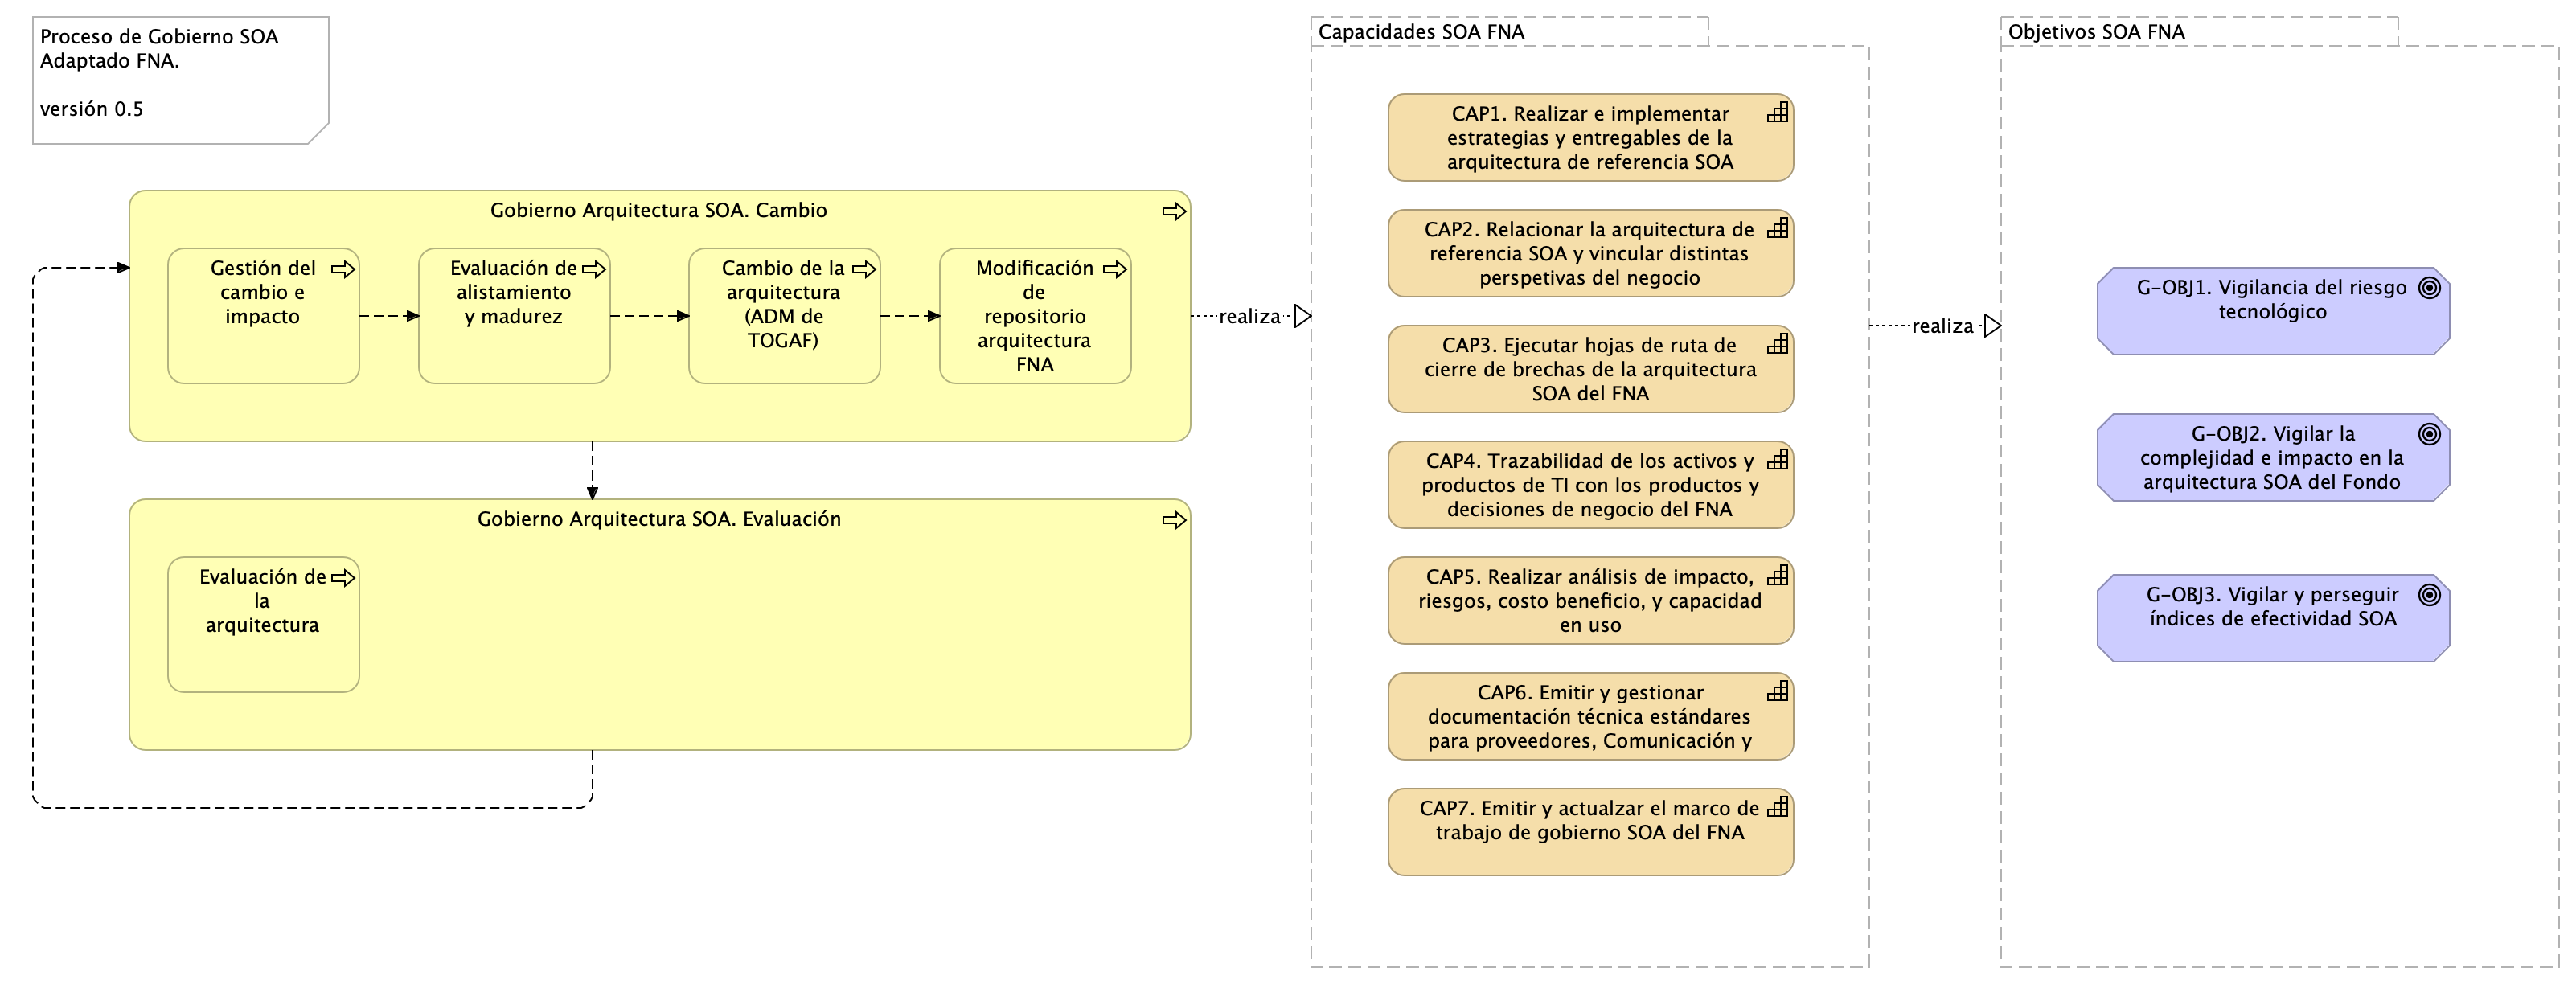 Proceso de Gobierno SOA
Adaptado FNA.
versión 0.5
Gobierno Arquitectura SOA. Cambio
Gestión del
cambio e
impacto
Evaluación de
alistamiento
y madurez
Cambio de la
arquitectura
(ADM de
TOGAF)
Modificación
de
repositorio
arquitectura
FNA
realiza
Gobierno Arquitectura SOA. Evaluación
Evaluación de
la
arquitectura
Capacidades SOA FNA
CAP1. Realizar e implementar
estrategias y entregables de la
arquitectura de referencia SOA
CAP2. Relacionar la arquitectura de
referencia SOA y vincular distintas
perspetivas del negocio
CAP3. Ejecutar hojas de ruta de
cierre de brechas de la arquitectura
SOA del FNA
CAP4. Trazabilidad de los activos y
productos de TI con los productos y
decisiones de negocio del FNA
CAP5. Realizar análisis de impacto,
riesgos, costo beneficio, y capacidad
en uso
CAP6. Emitir y gestionar
documentación técnica estándares
para proveedores, Comunicación y
CAP7. Emitir y actualzar el marco de
trabajo de gobierno SOA del FNA
realiza
Objetivos SOA FNA
G-OBJ1. Vigilancia del riesgo
tecnológico
G-OBJ2. Vigilar la
complejidad e impacto en la
arquitectura SOA del Fondo
G-OBJ3. Vigilar y perseguir
índices de efectividad SOA